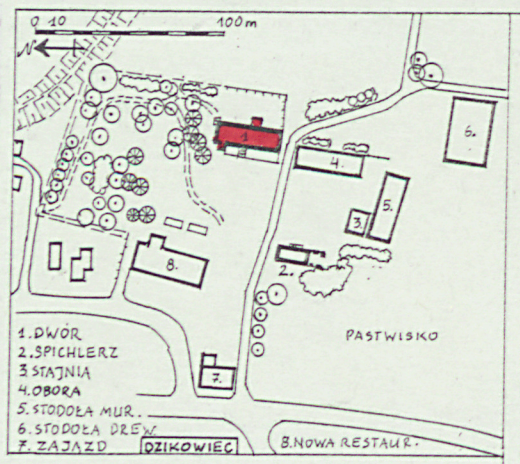 0 10 100m
N
1
6.
4.
5.
3.
2.
8.
7.
PASTWISKO
1. DWÓR
2. SPICHLERZ
3. STAJNIA
4. OBORA
5. STODOŁA MUR.
6. STODOŁA DREW.
7. ZAJAZD
DZIKOWIEC
8. NOWA RESTAUR.